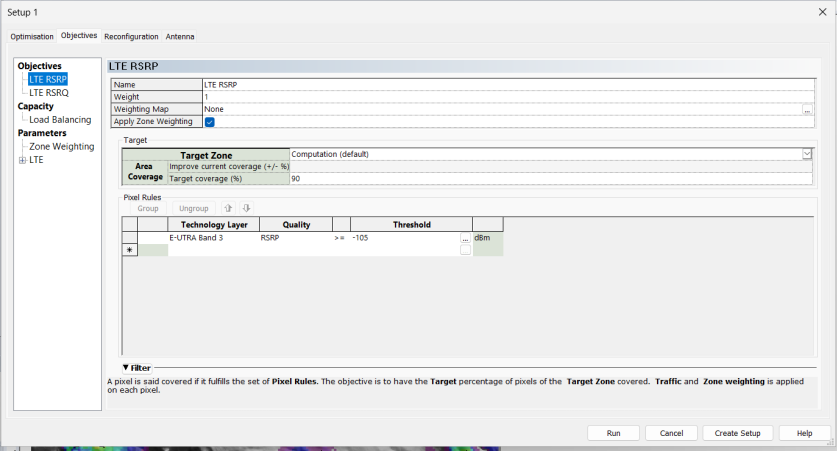 Setup 1
Optimisation Objectives Reconfiguration Antenna
Objectives
LTE RSRP
LTE RSRQ
Capacity
Load Balancing
Parameters
Zone Weighting
LTE
LTE RSRP
Name LTE RSRP
Weight 1
Weighting Map None ...
Apply Zone Weighting
Target
Target Zone Computation (default)
Area Coverage Improve current coverage (+/- %)
Target coverage (%) 90
Pixel Rules
Group Ungroup
Technology Layer Quality Threshold
E-UTRA Band 3 RSRP >= -105 ... dBm
*
Filter
A pixel is said covered if it fulfills the set of Pixel Rules. The objective is to have the Target percentage of pixels of the Target Zone covered. Traffic and Zone weighting is applied
on each pixel.
Run Cancel Create Setup Help